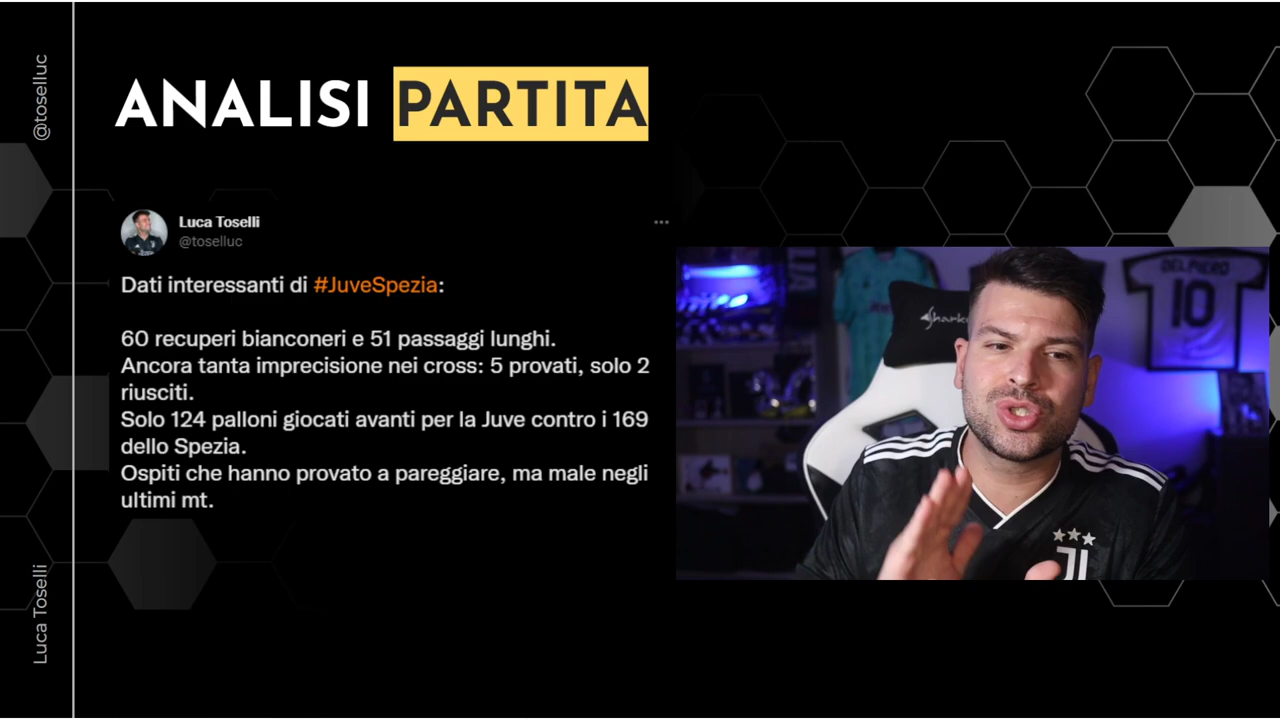 @toselluc
Luca Toselli
ANALISI PARTITA
Luca Toselli
@toselluc
Dati interessanti di #JuveSpezia:
60 recuperi bianconeri e 51 passaggi lunghi.
Ancora tanta imprecisione nei cross: 5 provati, solo 2
riusciti.
Solo 124 palloni giocati avanti per la Juve contro i 169
dello Spezia.
Ospiti che hanno provato a pareggiare, ma male negli
ultimi mt.
DEL PIERO
10